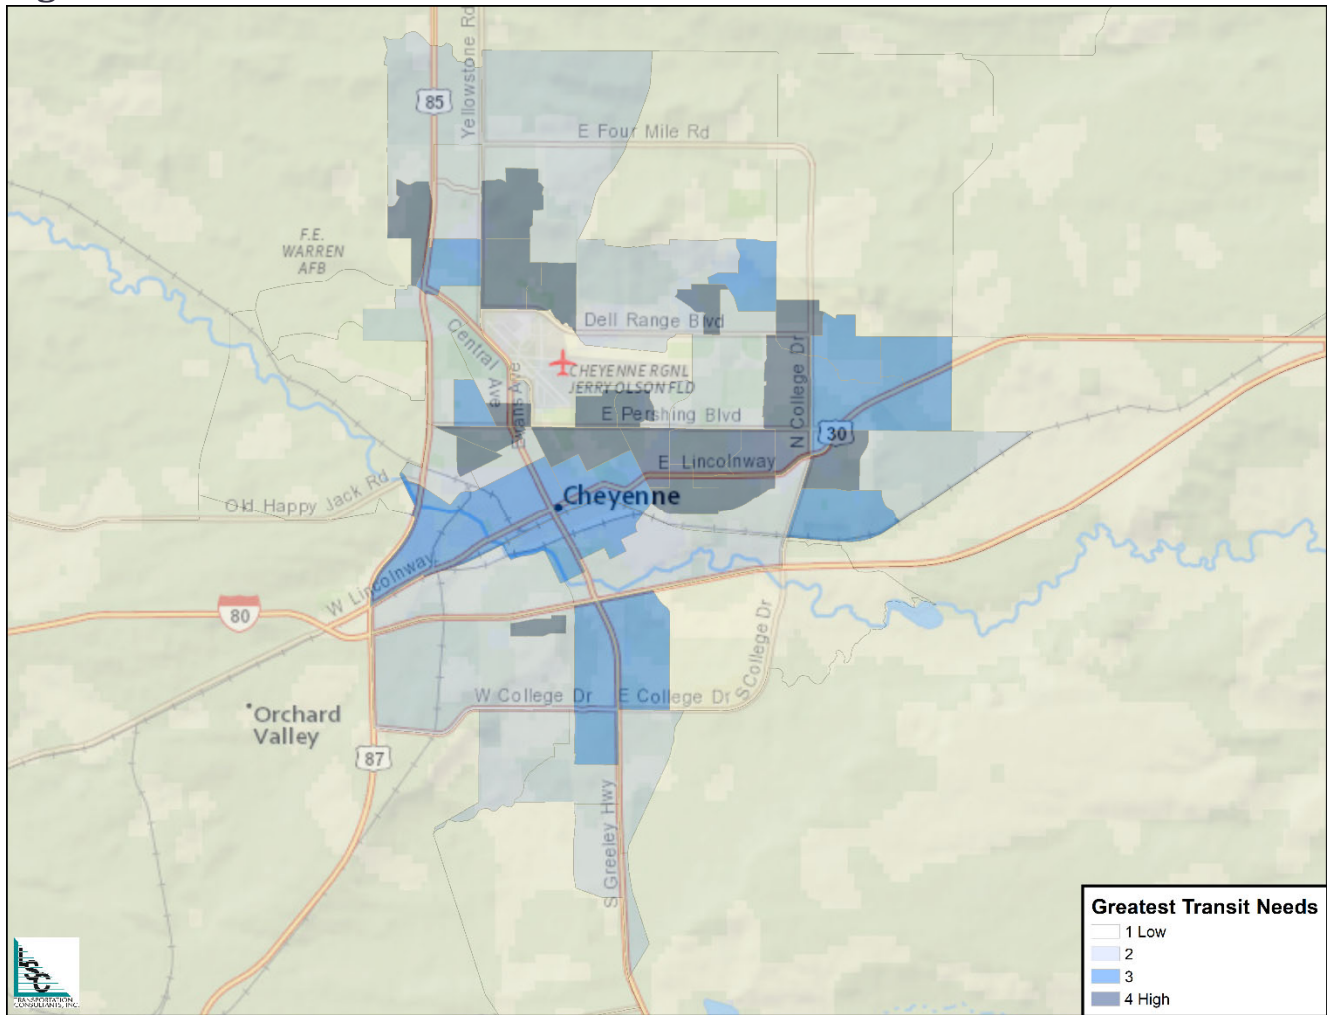 85
Yellowstone Rd
E Four Mile Rd
F.E.
WARREN
AFB
Dell Range Blvd
Central Ave
Evans Ave
CHEYENNE RGNL
JERRY OLSON FLD
E Pershing Blvd
N College Dr
30
E Lincolnway
Cheyenne
Old Happy Jack Rd
W Lincolnway
80
S College Dr
W College Dr
E College Dr
Orchard
Valley
87
S Greeley Hwy
Greatest Transit Needs
1 Low
2
3
4 High
LSC
TRANSPORTATION
CONSULTANTS, INC.